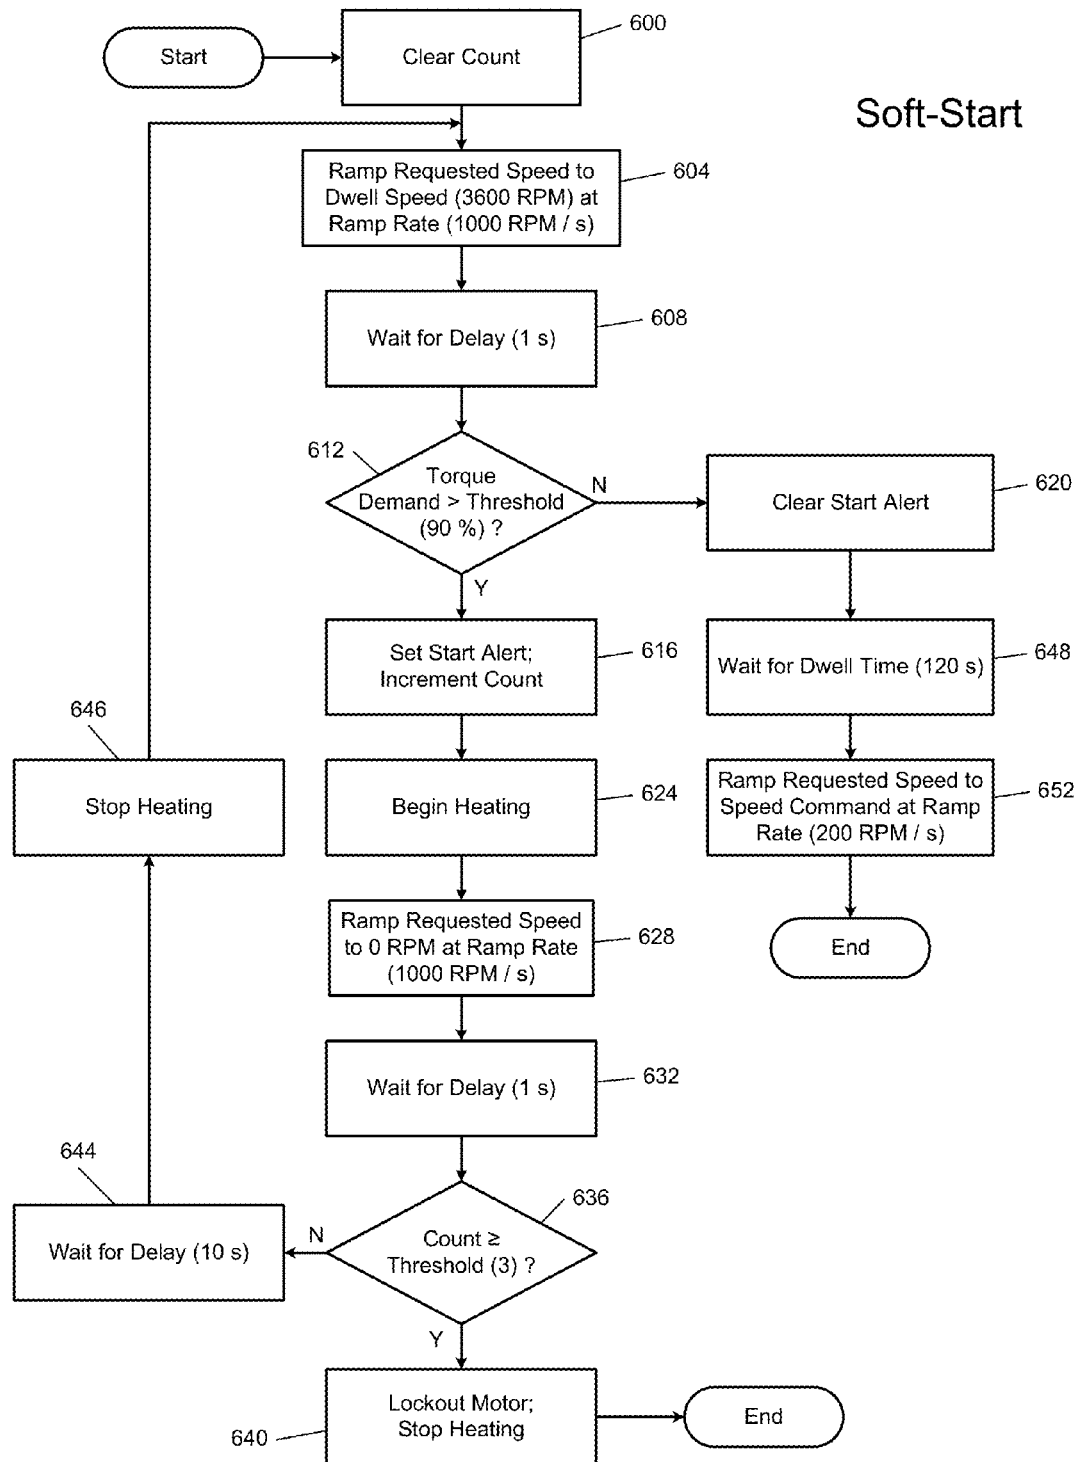 Start
Clear Count
600
Soft-Start
Ramp Requested Speed to
Dwell Speed (3600 RPM) at
Ramp Rate (1000 RPM / s)
604
Wait for Delay (1 s)
608
612
Torque
Demand > Threshold
(90 %) ?
N
Y
Clear Start Alert
620
Set Start Alert;
Increment Count
616
Wait for Dwell Time (120 s)
648
646
Stop Heating
Begin Heating
624
Ramp Requested Speed to
Speed Command at Ramp
Rate (200 RPM / s)
652
Ramp Requested Speed
to 0 RPM at Ramp Rate
(1000 RPM / s)
628
End
Wait for Delay (1 s)
632
644
Wait for Delay (10 s)
N
636
Count ≥
Threshold (3) ?
Y
Lockout Motor;
Stop Heating
640
End